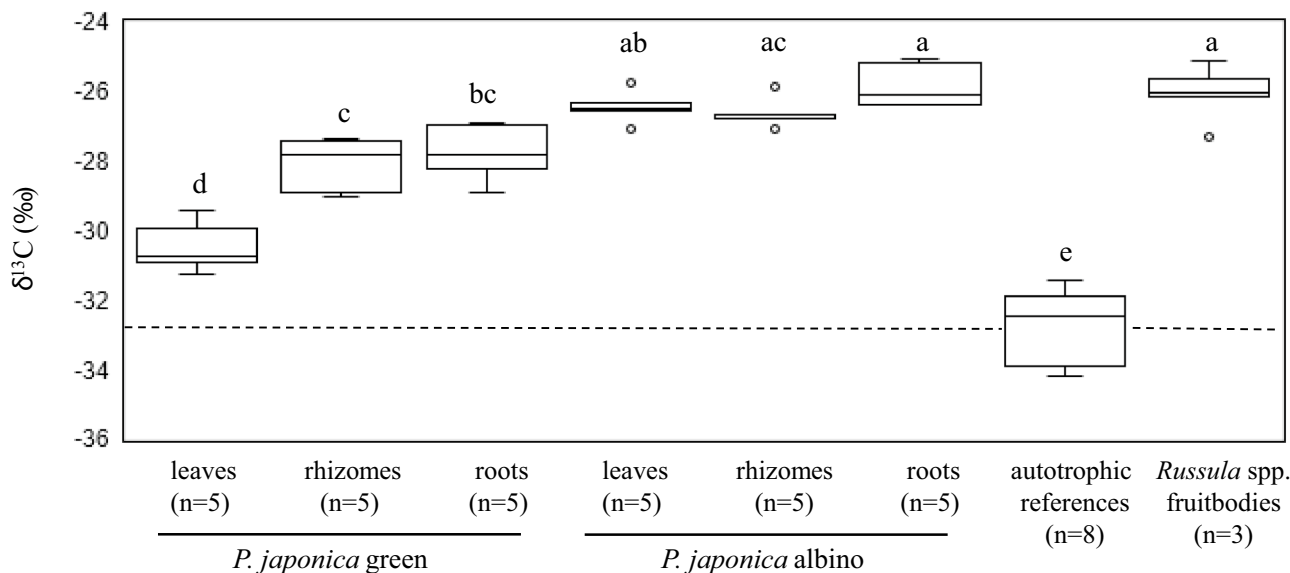 -24
-26
-28
-30
-32
-34
-36
δ¹³C (‰)
d
c
bc
ab
ac
a
e
a
leaves
(n=5)
rhizomes
(n=5)
roots
(n=5)
leaves
(n=5)
rhizomes
(n=5)
roots
(n=5)
autotrophic
references
(n=8)
Russula spp.
fruitbodies
(n=3)
P. japonica green
P. japonica albino